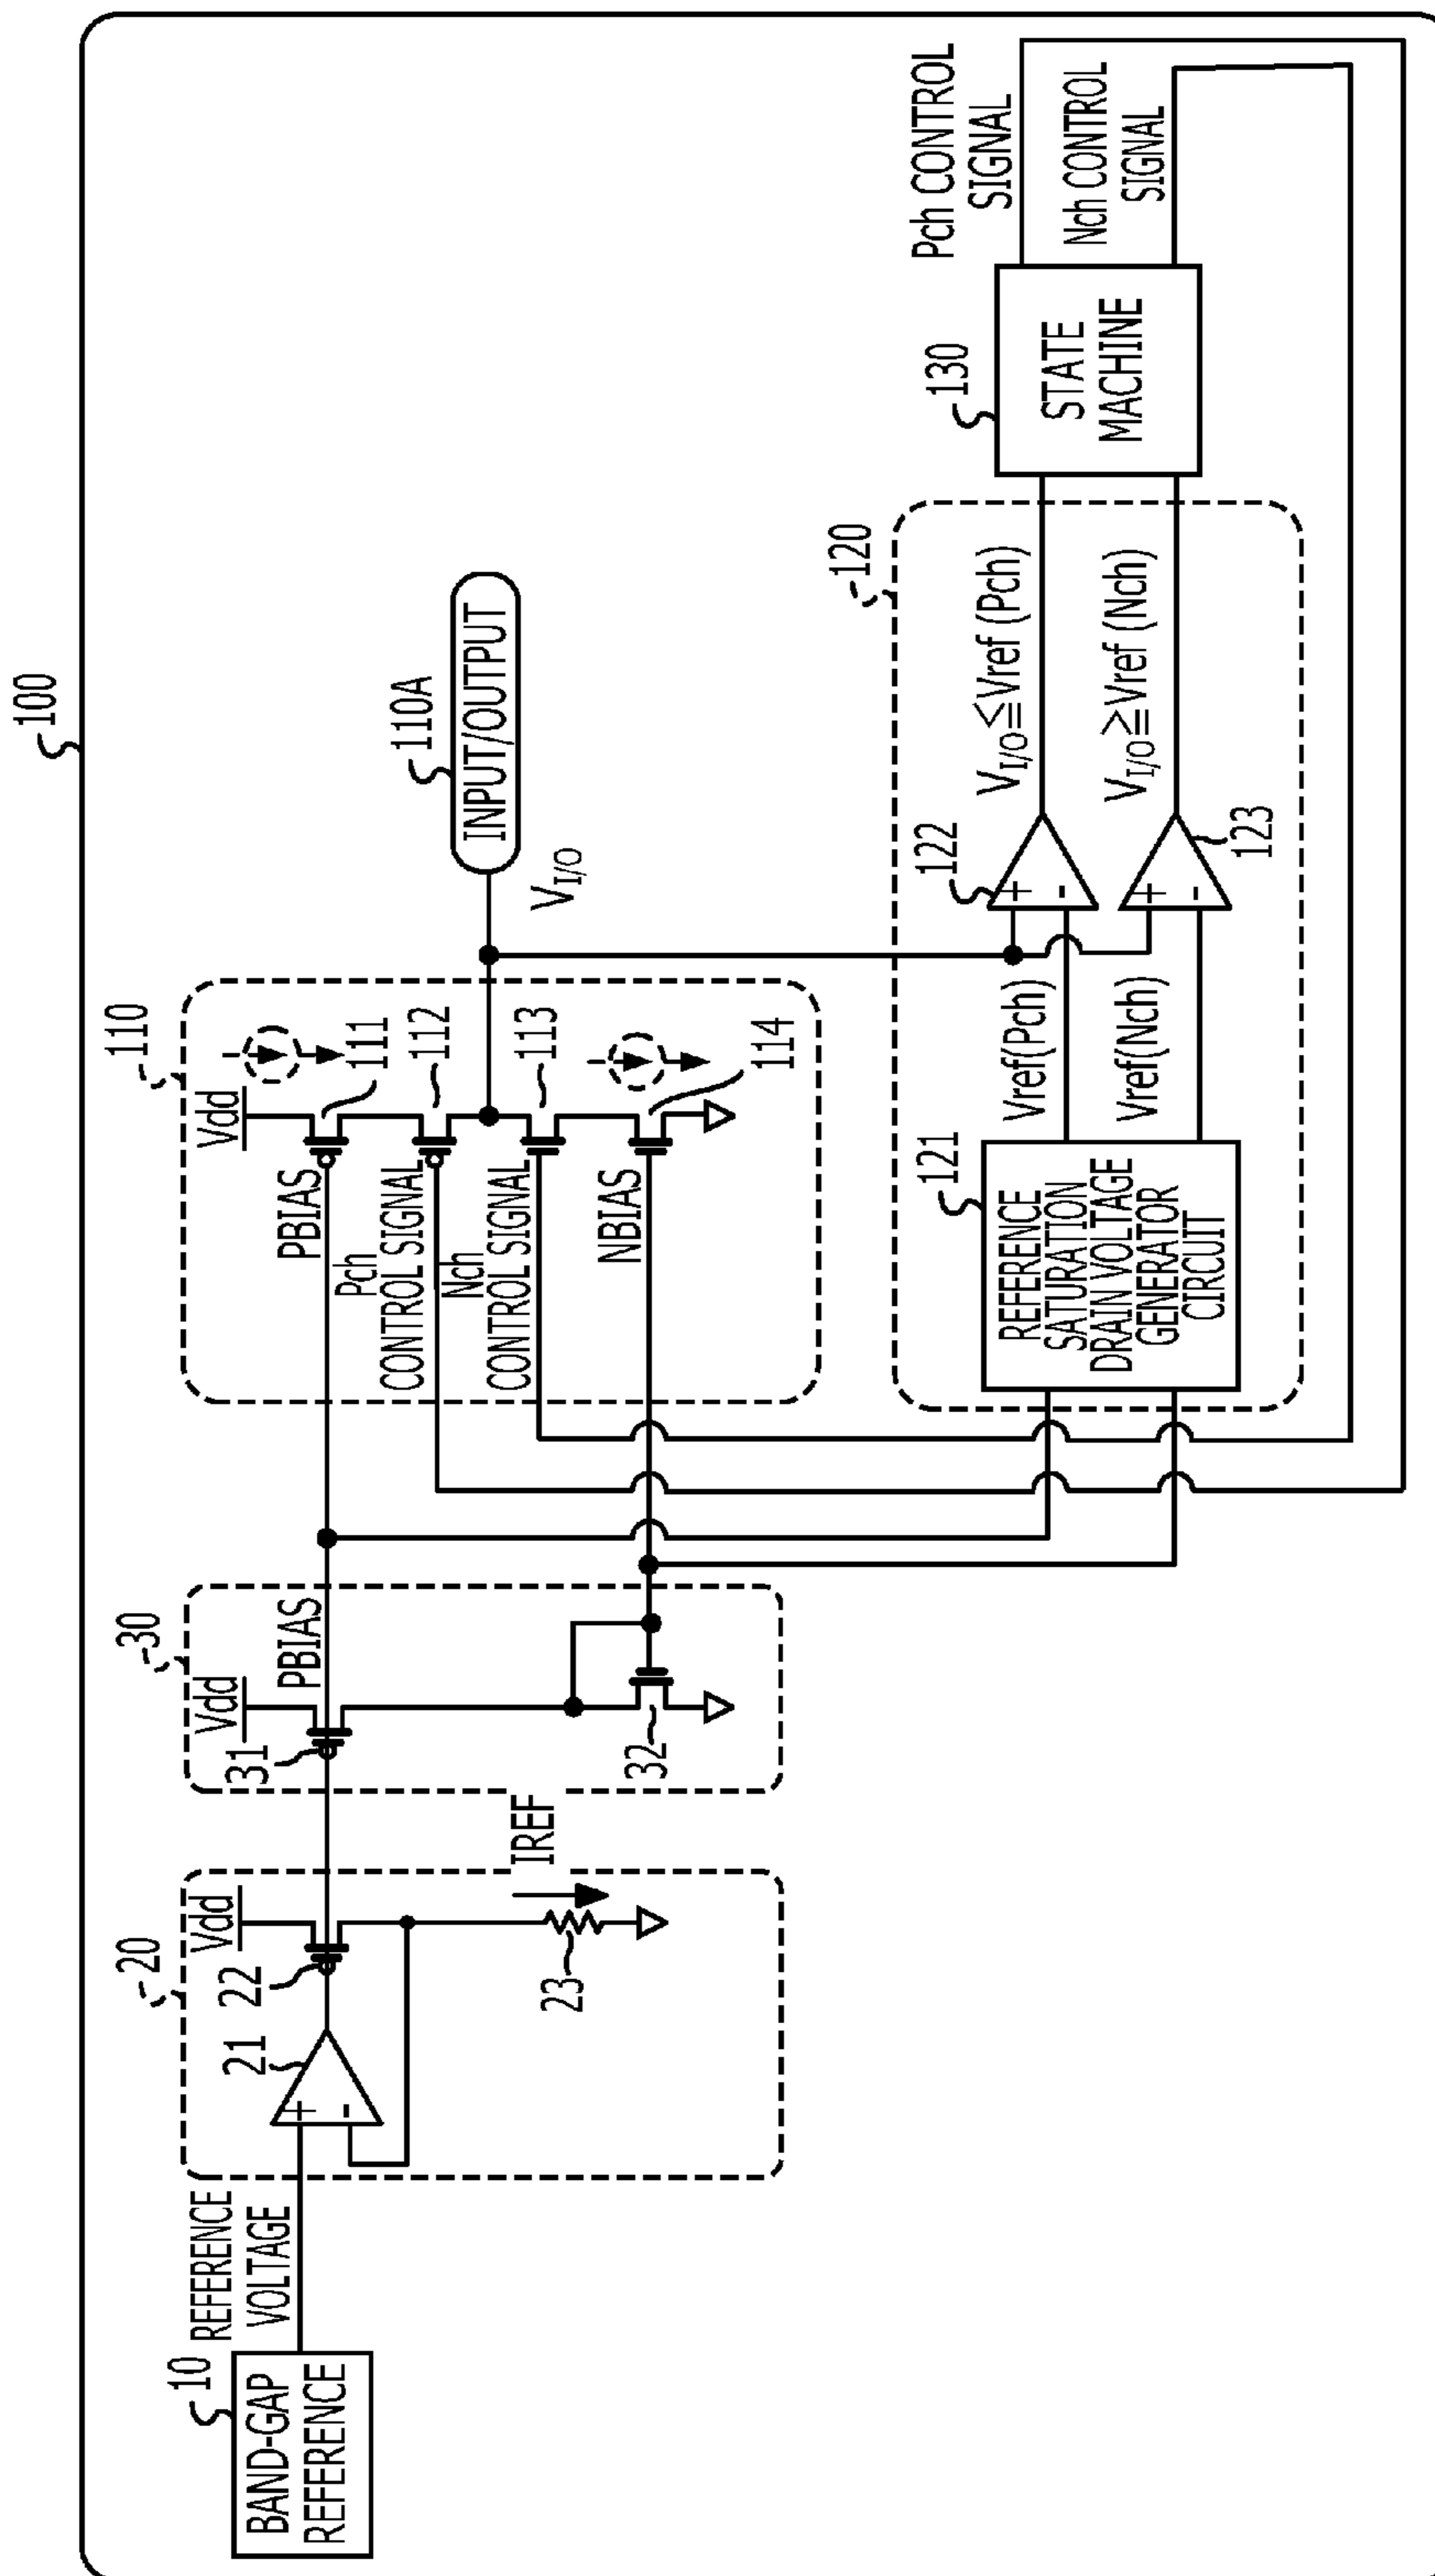 100
10
BAND-GAP
REFERENCE
REFERENCE
VOLTAGE
20
21
22
Vdd
23
IREF
30
31
Vdd
PBIAS
32
110
Vdd
PBIAS
Pch
CONTROL SIGNAL
Nch
CONTROL SIGNAL
NBIAS
111
112
113
114
110A
INPUT/OUTPUT
VI/O
120
121
REFERENCE
SATURATION
DRAIN VOLTAGE
GENERATOR
CIRCUIT
Vref(Pch)
Vref(Nch)
122
+
-
123
+
-
VI/O≦Vref (Pch)
VI/O≧Vref (Nch)
130
STATE
MACHINE
Pch CONTROL
SIGNAL
Nch CONTROL
SIGNAL
+
-